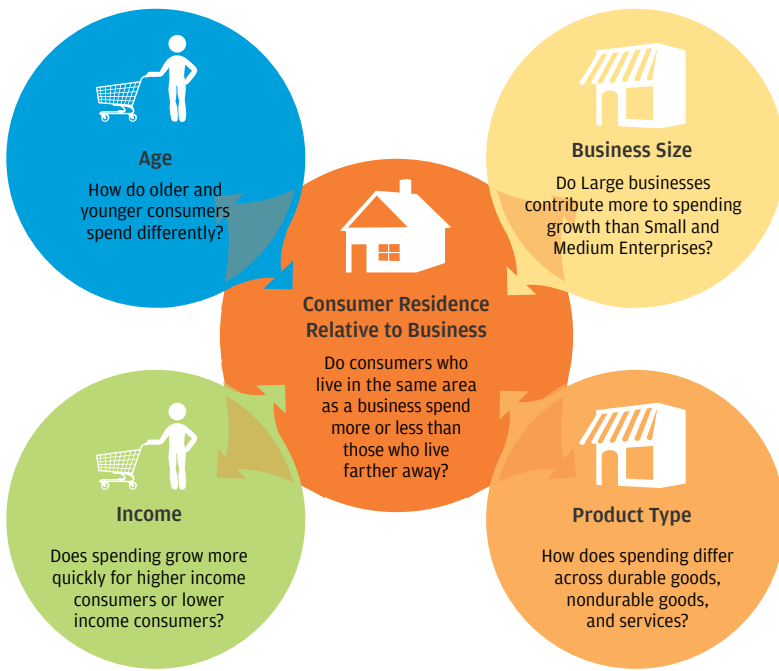 Age
How do older and
younger consumers
spend differently?
Business Size
Do Large businesses
contribute more to spending
growth than Small and
Medium Enterprises?
Consumer Residence
Relative to Business
Do consumers who
live in the same area
as a business spend
more or less than
those who live
farther away?
Income
Does spending grow more
quickly for higher income
consumers or lower
income consumers?
Product Type
How does spending differ
across durable goods,
nondurable goods,
and services?